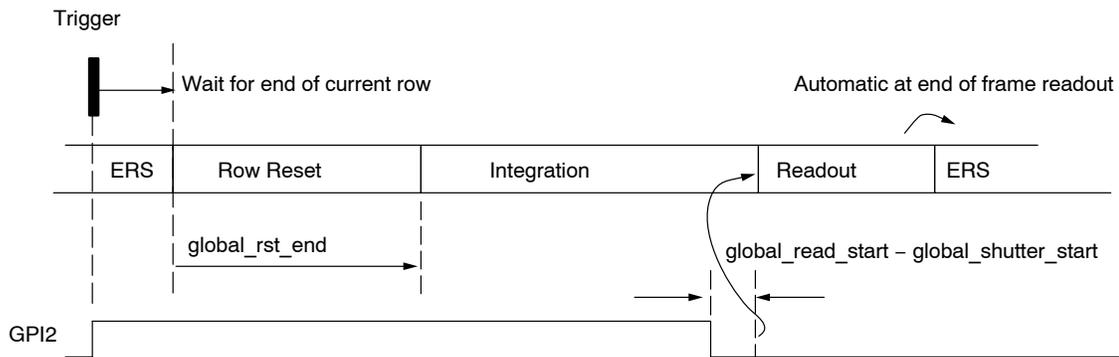 Trigger
Wait for end of current row
Automatic at end of frame readout
ERS
Row Reset
Integration
Readout
ERS
global_rst_end
global_read_start − global_shutter_start
GPI2